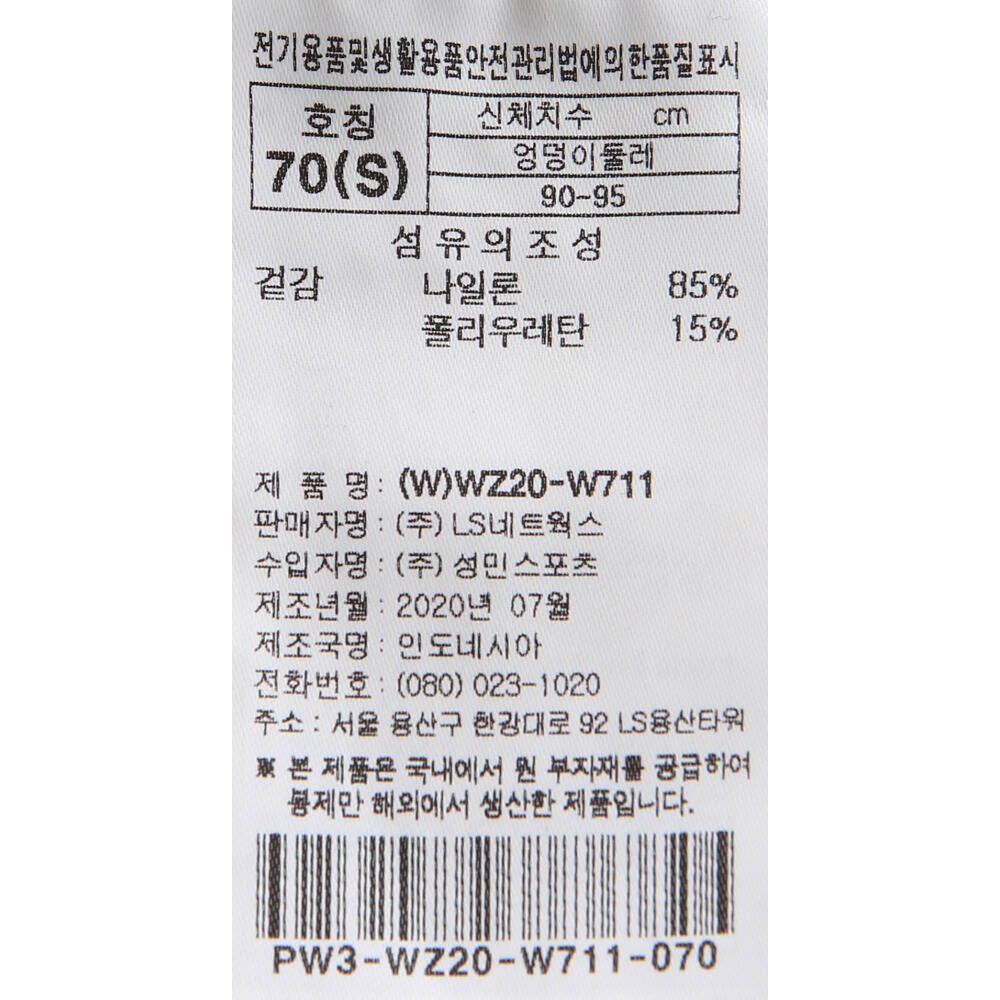 전기용품및생활용품안전관리법에의한품질표시
호칭
70(S)
신체치수 cm
엉덩이둘레
90-95
섬유의조성
겉감 나일론 85%
폴리우레탄 15%
제 품 명 : (W)WZ20-W711
판매자명 : (주) LS네트웍스
수입자명 : (주) 성민스포츠
제조년월 : 2020년 07월
제조국명 : 인도네시아
전화번호 : (080) 023-1020
주소 : 서울 용산구 한강대로 92 LS용산타워
※ 본 제품은 국내에서 원 부자재를 공급하여
봉제만 해외에서 생산한 제품입니다.
PW3-WZ20-W711-070